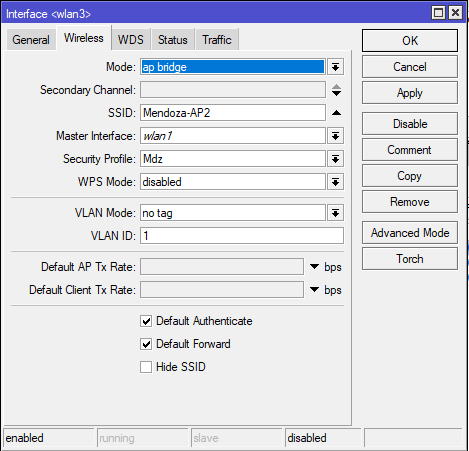 Interface <wlan3>
General Wireless WDS Status Traffic
OK
Mode: ap bridge
Cancel
Secondary Channel:
Apply
SSID: Mendoza-AP2
Disable
Master Interface: wlan1
Comment
Security Profile: Mdz
Copy
WPS Mode: disabled
Remove
VLAN Mode: no tag
VLAN ID: 1
Advanced Mode
Torch
Default AP Tx Rate: bps
Default Client Tx Rate: bps
Default Authenticate
Default Forward
Hide SSID
enabled running slave disabled